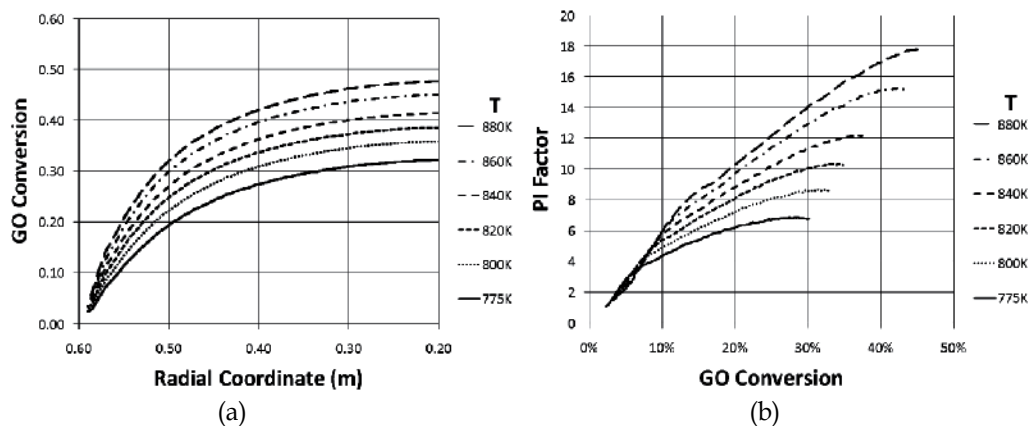 0.60
0.50
0.40
0.30
0.20
0.10
0.00
GO Conversion
0.60 0.50 0.40 0.30 0.20
Radial Coordinate (m)
T
880K
860K
840K
820K
800K
775K
(a)
20
18
16
14
12
10
8
6
4
2
0
PI Factor
0% 10% 20% 30% 40% 50%
GO Conversion
T
880K
860K
840K
820K
800K
775K
(b)